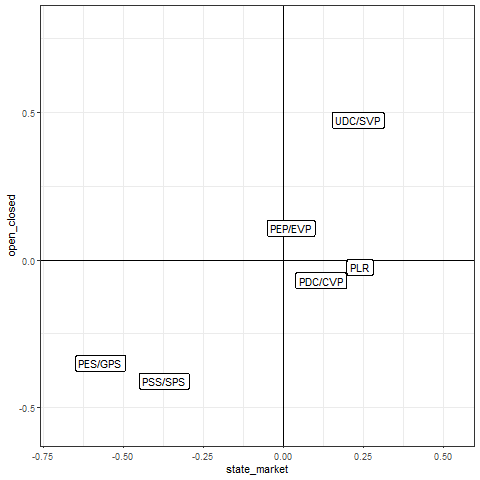 UDC/SVP
PEP/EVP
PLR
PDC/CVP
PES/GPS
PSS/SPS
open_closed
0.5
0.0
-0.5
-0.75
-0.50
-0.25
0.00
0.25
0.50
state_market